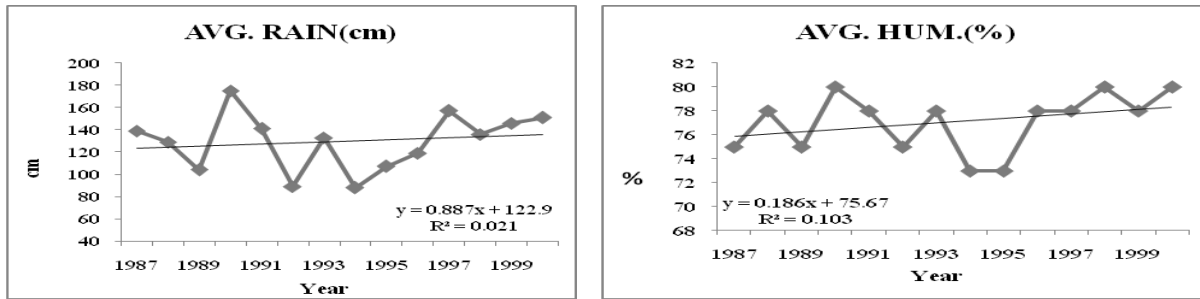 AVG. RAIN(cm)
200
180
160
140
120
100
80
60
40
cm
y = 0.887x + 122.9
R² = 0.021
1987 1989 1991 1993 1995 1997 1999
Year
AVG. HUM.(%)
82
80
78
76
74
72
70
68
%
y = 0.186x + 75.67
R² = 0.103
1987 1989 1991 1993 1995 1997 1999
Year